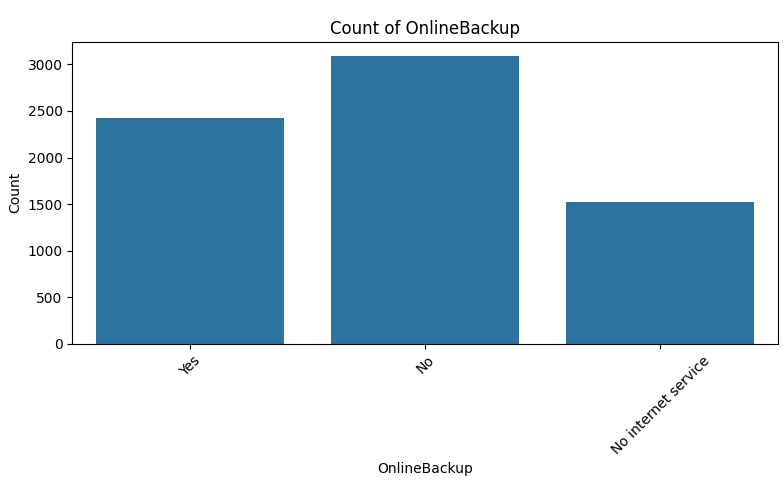 Count of OnlineBackup
Count
3000
2500
2000
1500
1000
500
0
Yes
No
No internet service
OnlineBackup